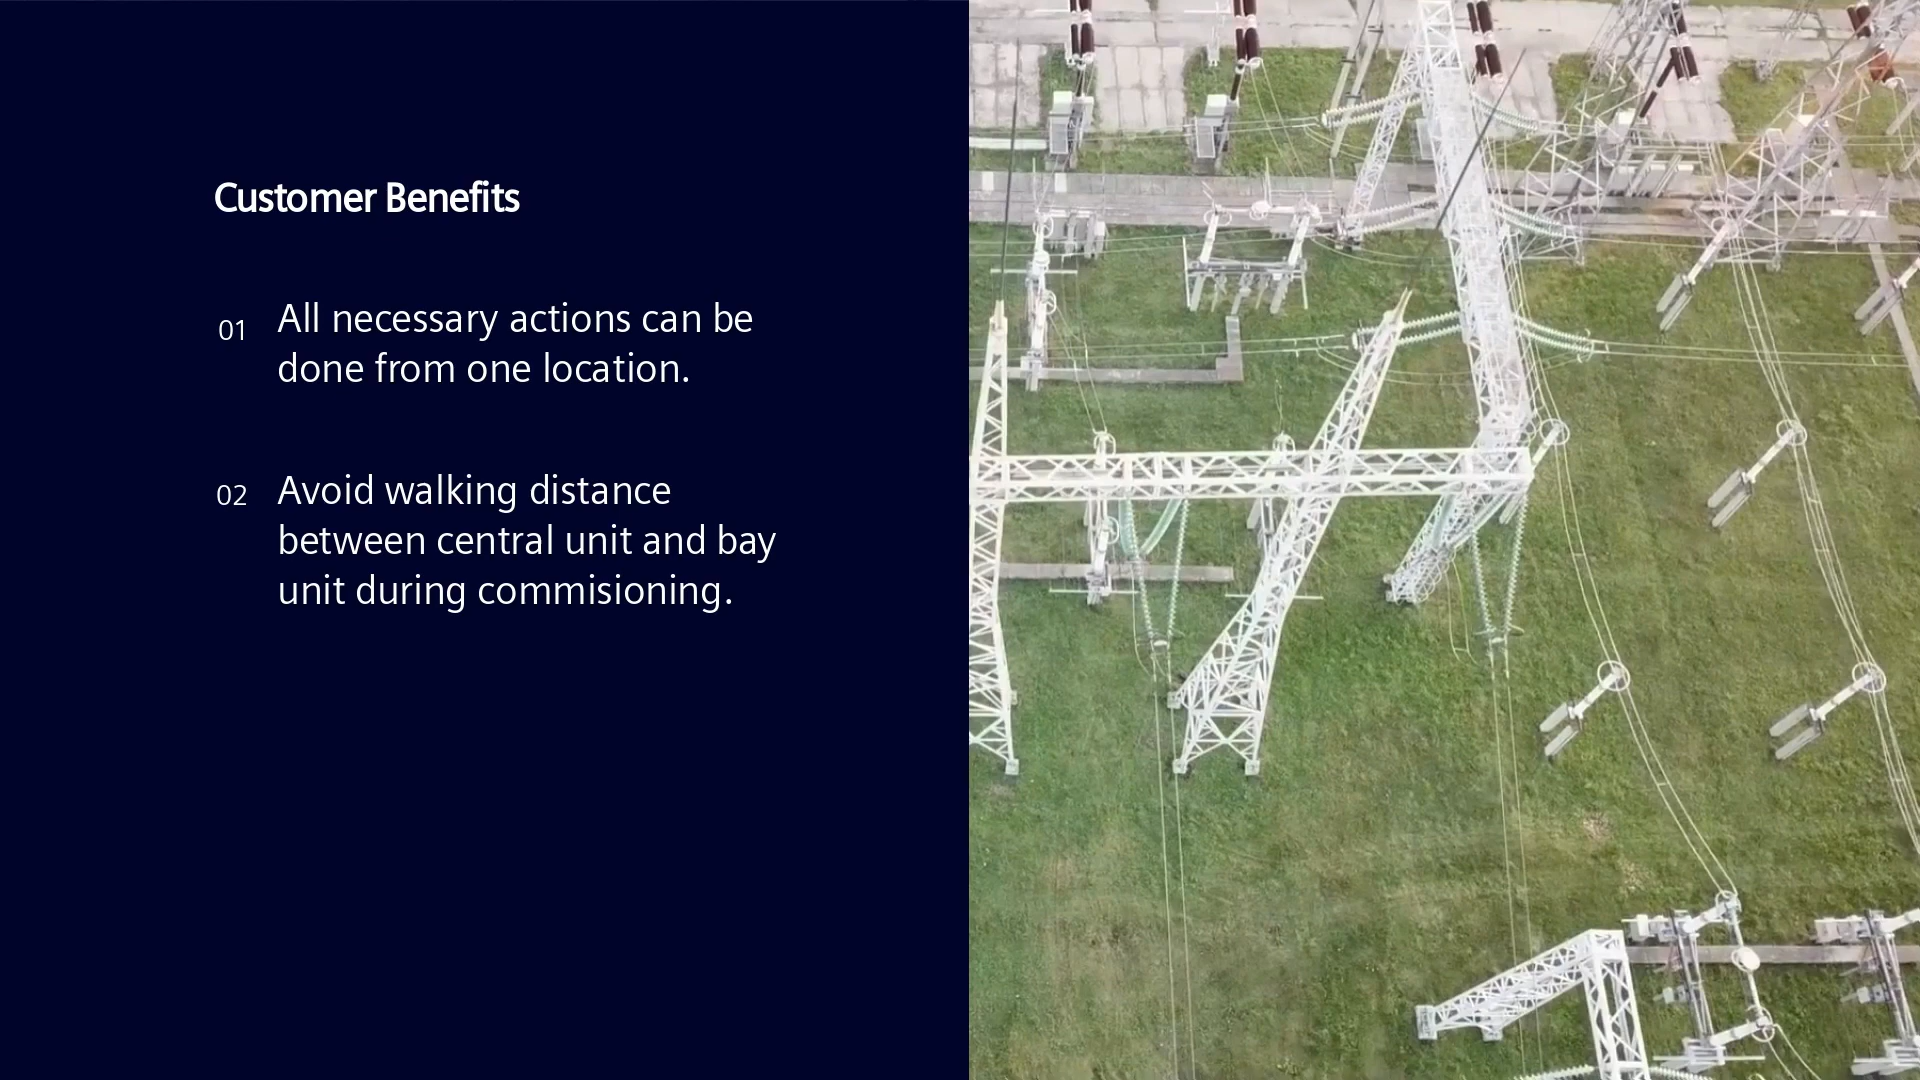 Customer Benefits
01 All necessary actions can be
done from one location.
02 Avoid walking distance
between central unit and bay
unit during commisioning.